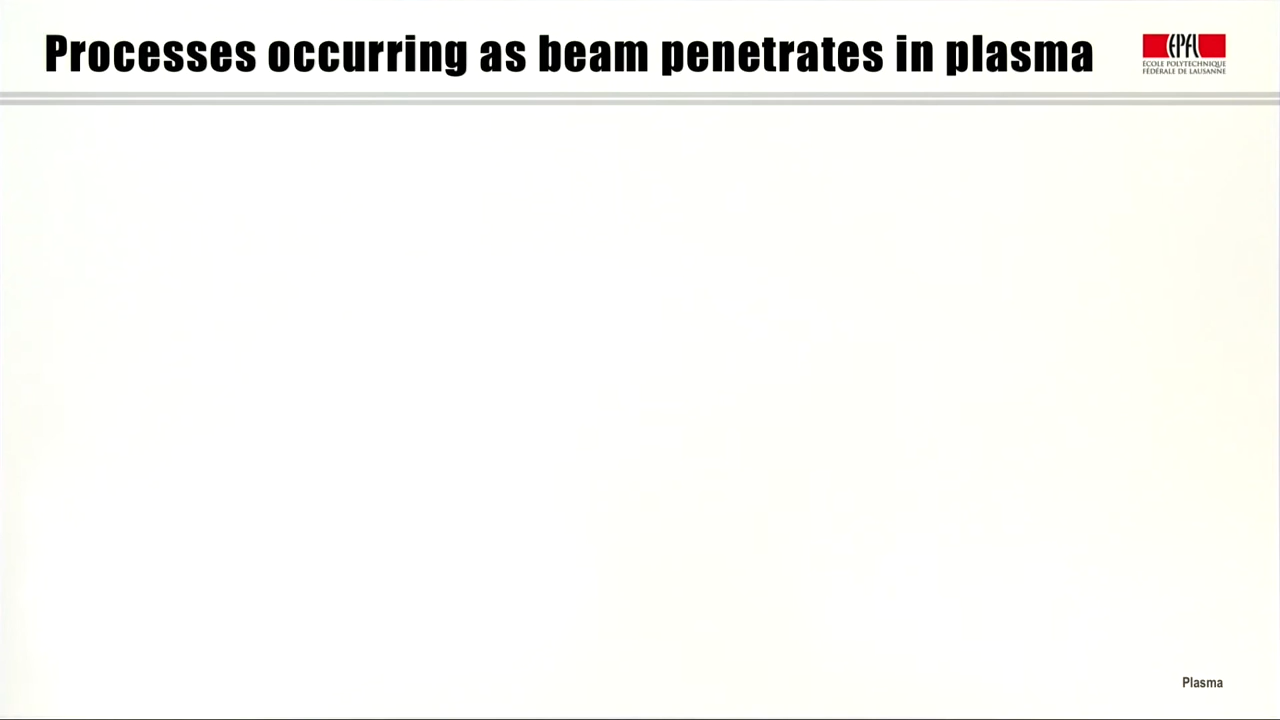 Processes occurring as beam penetrates in plasma
EPFL
ÉCOLE POLYTECHNIQUE
FÉDÉRALE DE LAUSANNE
Plasma